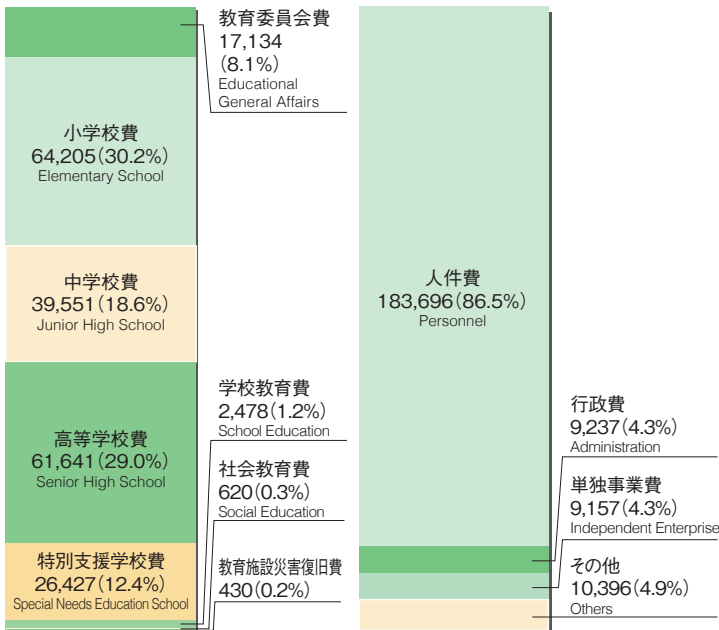 教育委員会費
17,134
(8.1%)
Educational
General Affairs
小学校費
64,205(30.2%)
Elementary School
中学校費
39,551(18.6%)
Junior High School
高等学校費
61,641(29.0%)
Senior High School
特別支援学校費
26,427(12.4%)
Special Needs Education School
学校教育費
2,478(1.2%)
School Education
社会教育費
620(0.3%)
Social Education
教育施設災害復旧費
430(0.2%)
人件費
183,696(86.5%)
Personnel
行政費
9,237(4.3%)
Administration
単独事業費
9,157(4.3%)
Independent Enterprise
その他
10,396(4.9%)
Others